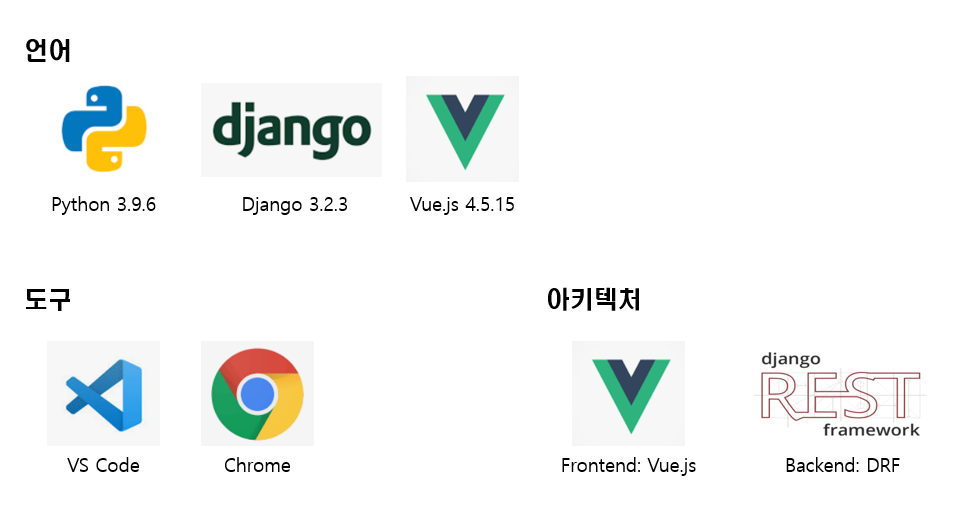 언어
django
Python 3.9.6
Django 3.2.3
Vue.js 4.5.15
도구
아키텍처
django
REST
framework
VS Code
Chrome
Frontend: Vue.js
Backend: DRF